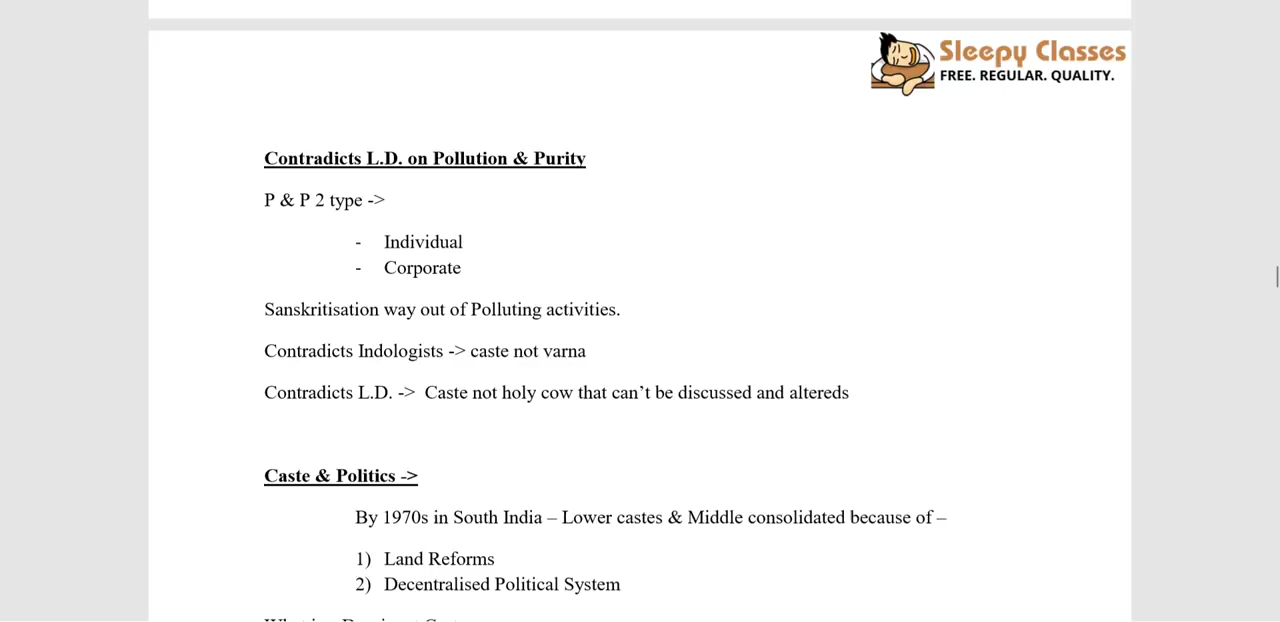 Sleepy Classes
FREE. REGULAR. QUALITY.
Contradicts L.D. on Pollution & Purity
P & P 2 type ->
- Individual
- Corporate
Sanskritisation way out of Polluting activities.
Contradicts Indologists -> caste not varna
Contradicts L.D. -> Caste not holy cow that can’t be discussed and altereds
Caste & Politics ->
By 1970s in South India – Lower castes & Middle consolidated because of –
1) Land Reforms
2) Decentralised Political System